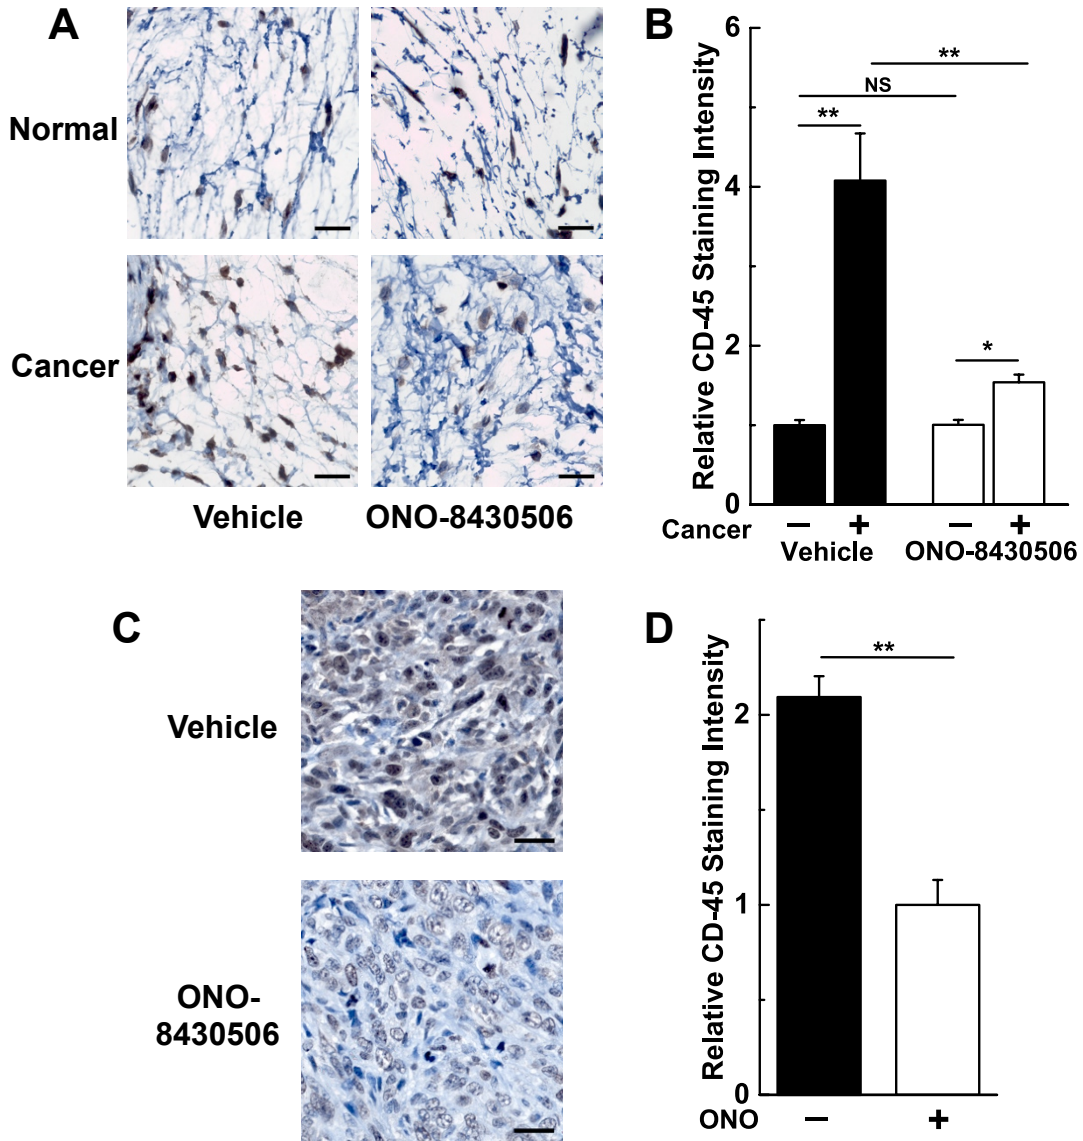 A
Normal
Cancer
Vehicle ONO-8430506
B
Relative CD-45 Staining Intensity
6
4
2
0
**
NS
**
*
Cancer − + − +
Vehicle ONO-8430506
C
Vehicle
ONO-
8430506
D
Relative CD-45 Staining Intensity
2
1
0
**
ONO − +